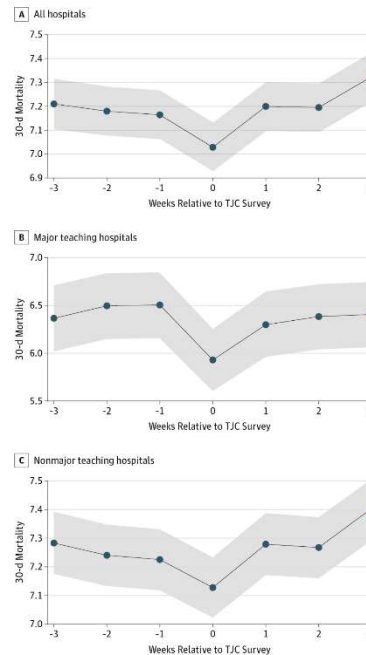 A All hospitals
7.5
7.4
7.3
7.2
7.1
7.0
6.9
30-d Mortality
-3 -2 -1 0 1 2
Weeks Relative to TJC Survey
B Major teaching hospitals
7.0
6.5
6.0
5.5
30-d Mortality
-3 -2 -1 0 1 2
Weeks Relative to TJC Survey
C Nonmajor teaching hospitals
7.5
7.4
7.3
7.2
7.1
7.0
30-d Mortality
-3 -2 -1 0 1 2
Weeks Relative to TJC Survey